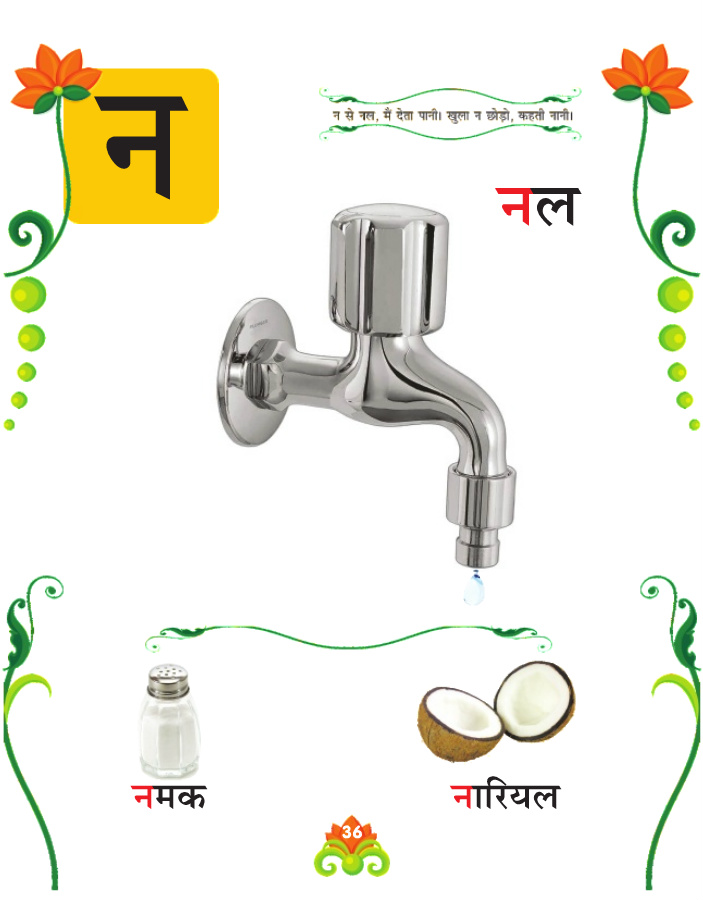 न
न से नल, मैं देता पानी। खुला न छोड़ो, कहती नानी।
नल
नमक
नारियल
36